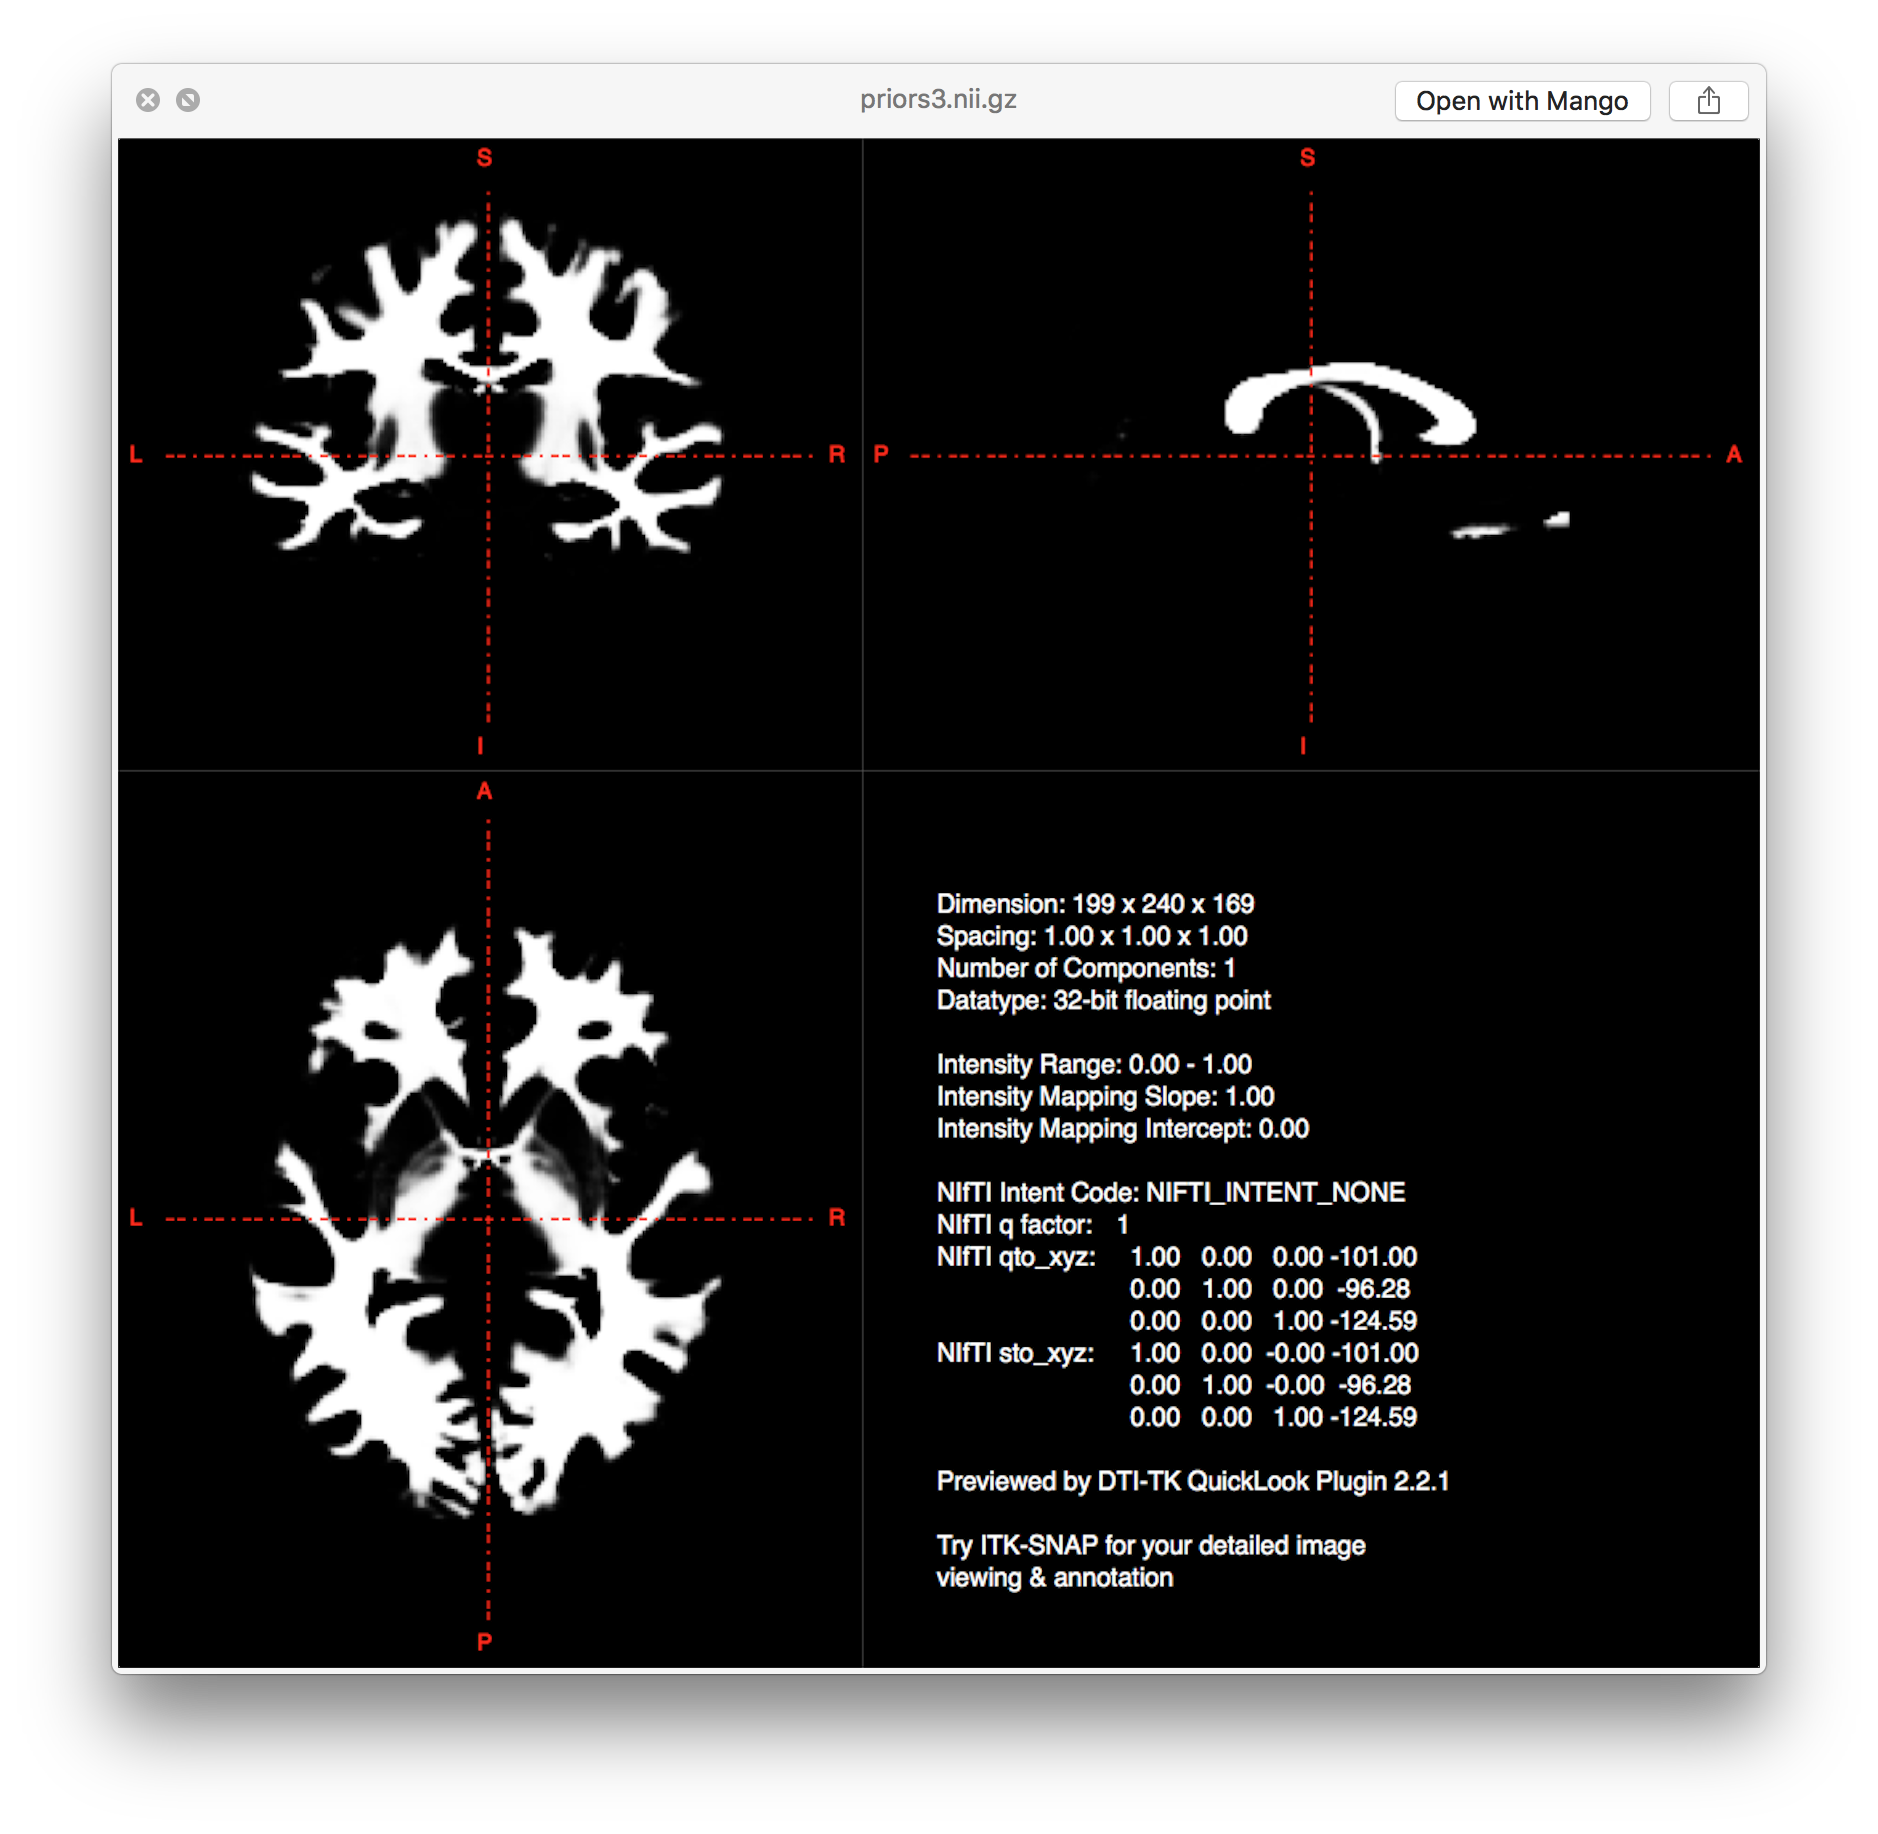 priors3.nii.gz
Open with Mango
S
L
R
I
S
P
A
I
A
L
R
P
Dimension: 199 x 240 x 169
Spacing: 1.00 x 1.00 x 1.00
Number of Components: 1
Datatype: 32-bit floating point
Intensity Range: 0.00 - 1.00
Intensity Mapping Slope: 1.00
Intensity Mapping Intercept: 0.00
NIfTI Intent Code: NIFTI_INTENT_NONE
NIfTI q factor: 1
NIfTI qto_xyz: 1.00 0.00 0.00 -101.00
0.00 1.00 0.00 -96.28
0.00 0.00 1.00 -124.59
NIfTI sto_xyz: 1.00 0.00 -0.00 -101.00
0.00 1.00 -0.00 -96.28
0.00 0.00 1.00 -124.59
Previewed by DTI-TK QuickLook Plugin 2.2.1
Try ITK-SNAP for your detailed image
viewing & annotation